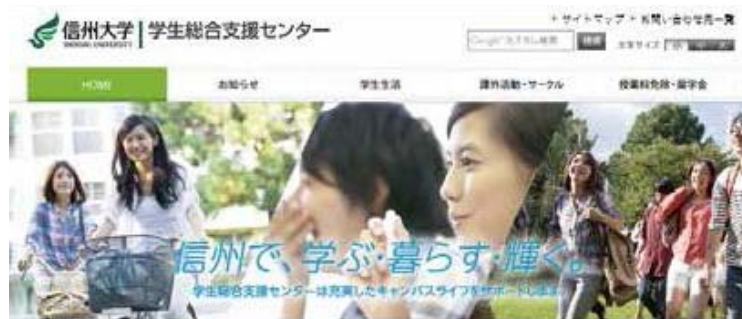 信州大学 学生総合支援センター
SHINSHU UNIVERSITY
サイトマップ お問い合わせ先一覧
検索 文字サイズ 小 中 大
HOME お知らせ 学生生活 課外活動・サークル 授業料免除・奨学金
信州で、学ぶ・暮らす・輝く。
学生総合支援センターは充実したキャンパスライフをサポートします